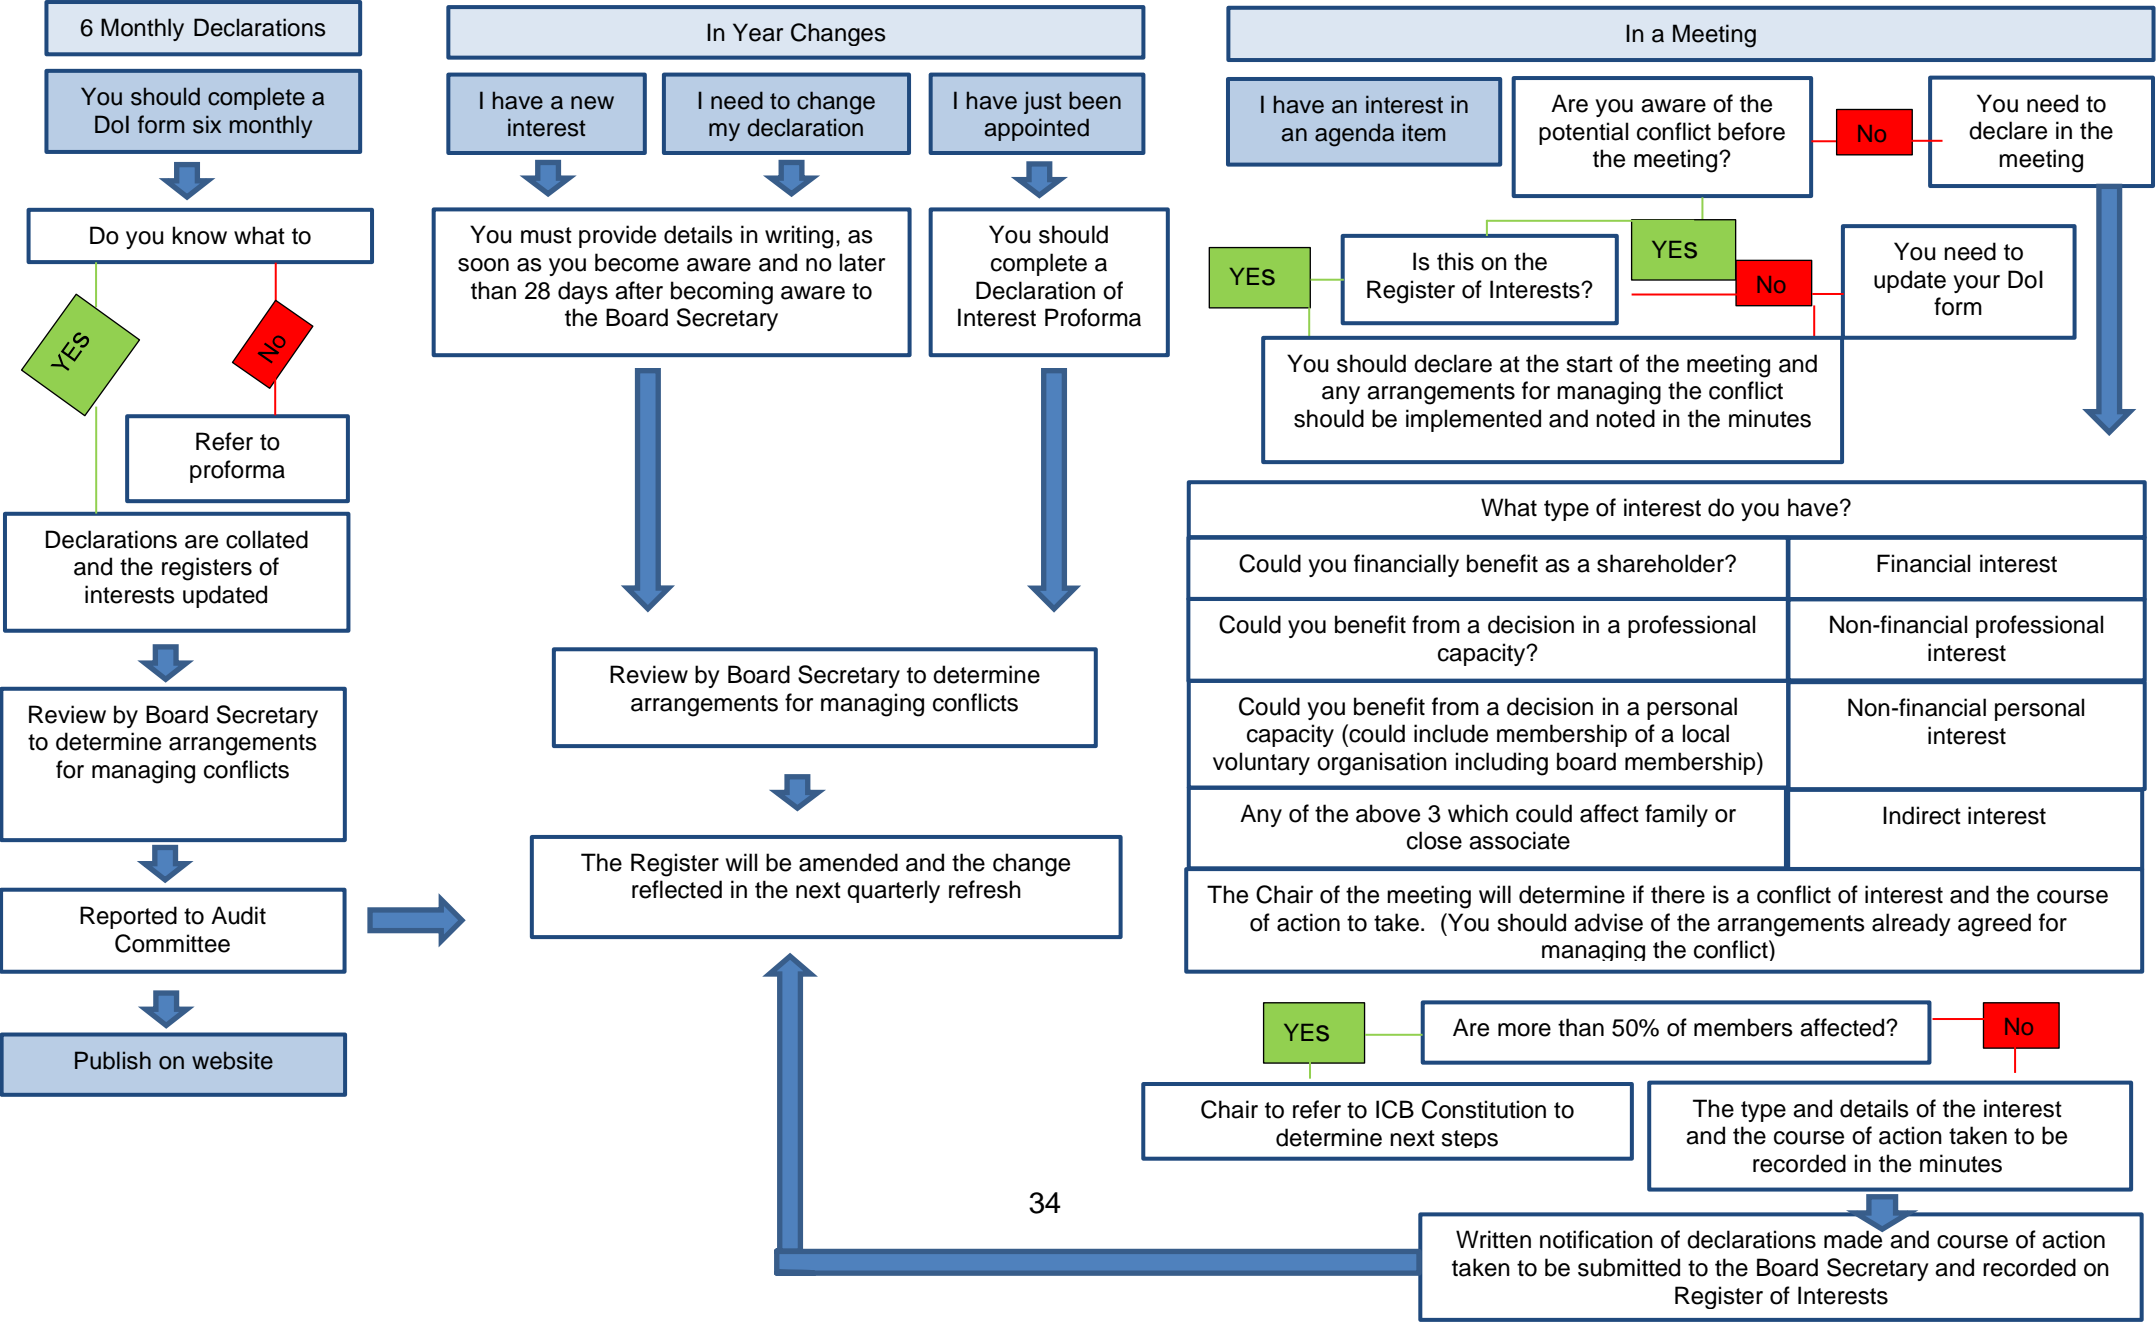 6 Monthly Declarations
You should complete a
DoI form six monthly
Do you know what to
YEs
No
Refer to
proforma
Declarations are collated
and the registers of
interests updated
Review by Board Secretary
to determine arrangements
for managing conflicts
Reported to Audit
Committee
Publish on website
In Year Changes
I have a new
interest
I need to change
my declaration
I have just been
appointed
You must provide details in writing, as
soon as you become aware and no later
than 28 days after becoming aware to
the Board Secretary
You should
complete a
Declaration of
Interest Proforma
Review by Board Secretary to determine
arrangements for managing conflicts
The Register will be amended and the change
reflected in the next quarterly refresh
In a Meeting
I have an interest in
an agenda item
Are you aware of the
potential conflict before
the meeting?
No
You need to
declare in the
meeting
YEs
Is this on the
Register of Interests?
YEs
No
You need to
update your DoI
form
You should declare at the start of the meeting and
any arrangements for managing the conflict
should be implemented and noted in the minutes
What type of interest do you have?
Could you financially benefit as a shareholder?
Financial interest
Could you benefit from a decision in a professional
capacity?
Non-financial professional
interest
Could you benefit from a decision in a personal
capacity (could include membership of a local
voluntary organisation including board membership)
Non-financial personal
interest
Any of the above 3 which could affect family or
close associate
Indirect interest
The Chair of the meeting will determine if there is a conflict of interest and the course
of action to take. (You should advise of the arrangements already agreed for
managing the conflict)
YEs
Are more than 50% of members affected?
No
Chair to refer to ICB Constitution to
determine next steps
The type and details of the interest
and the course of action taken to be
recorded in the minutes
Written notification of declarations made and course of action
taken to be submitted to the Board Secretary and recorded on
Register of Interests
34